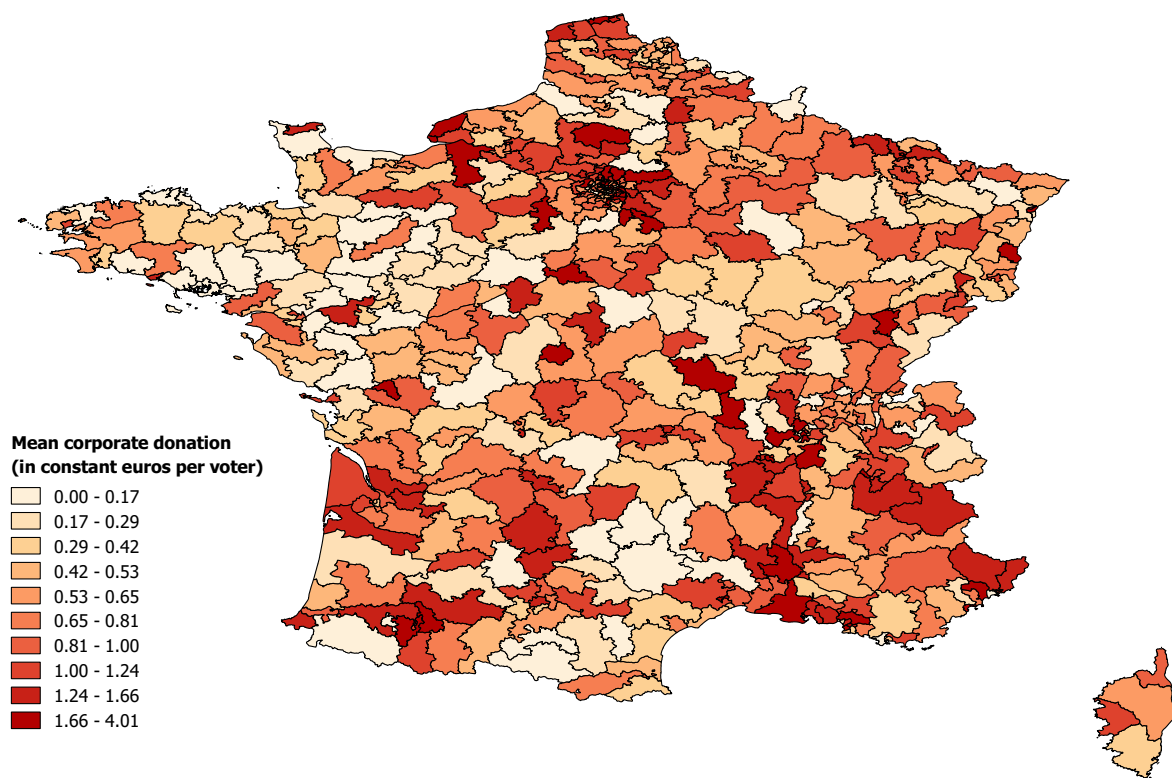 Mean corporate donation
(in constant euros per voter)
0.00 - 0.17
0.17 - 0.29
0.29 - 0.42
0.42 - 0.53
0.53 - 0.65
0.65 - 0.81
0.81 - 1.00
1.00 - 1.24
1.24 - 1.66
1.66 - 4.01